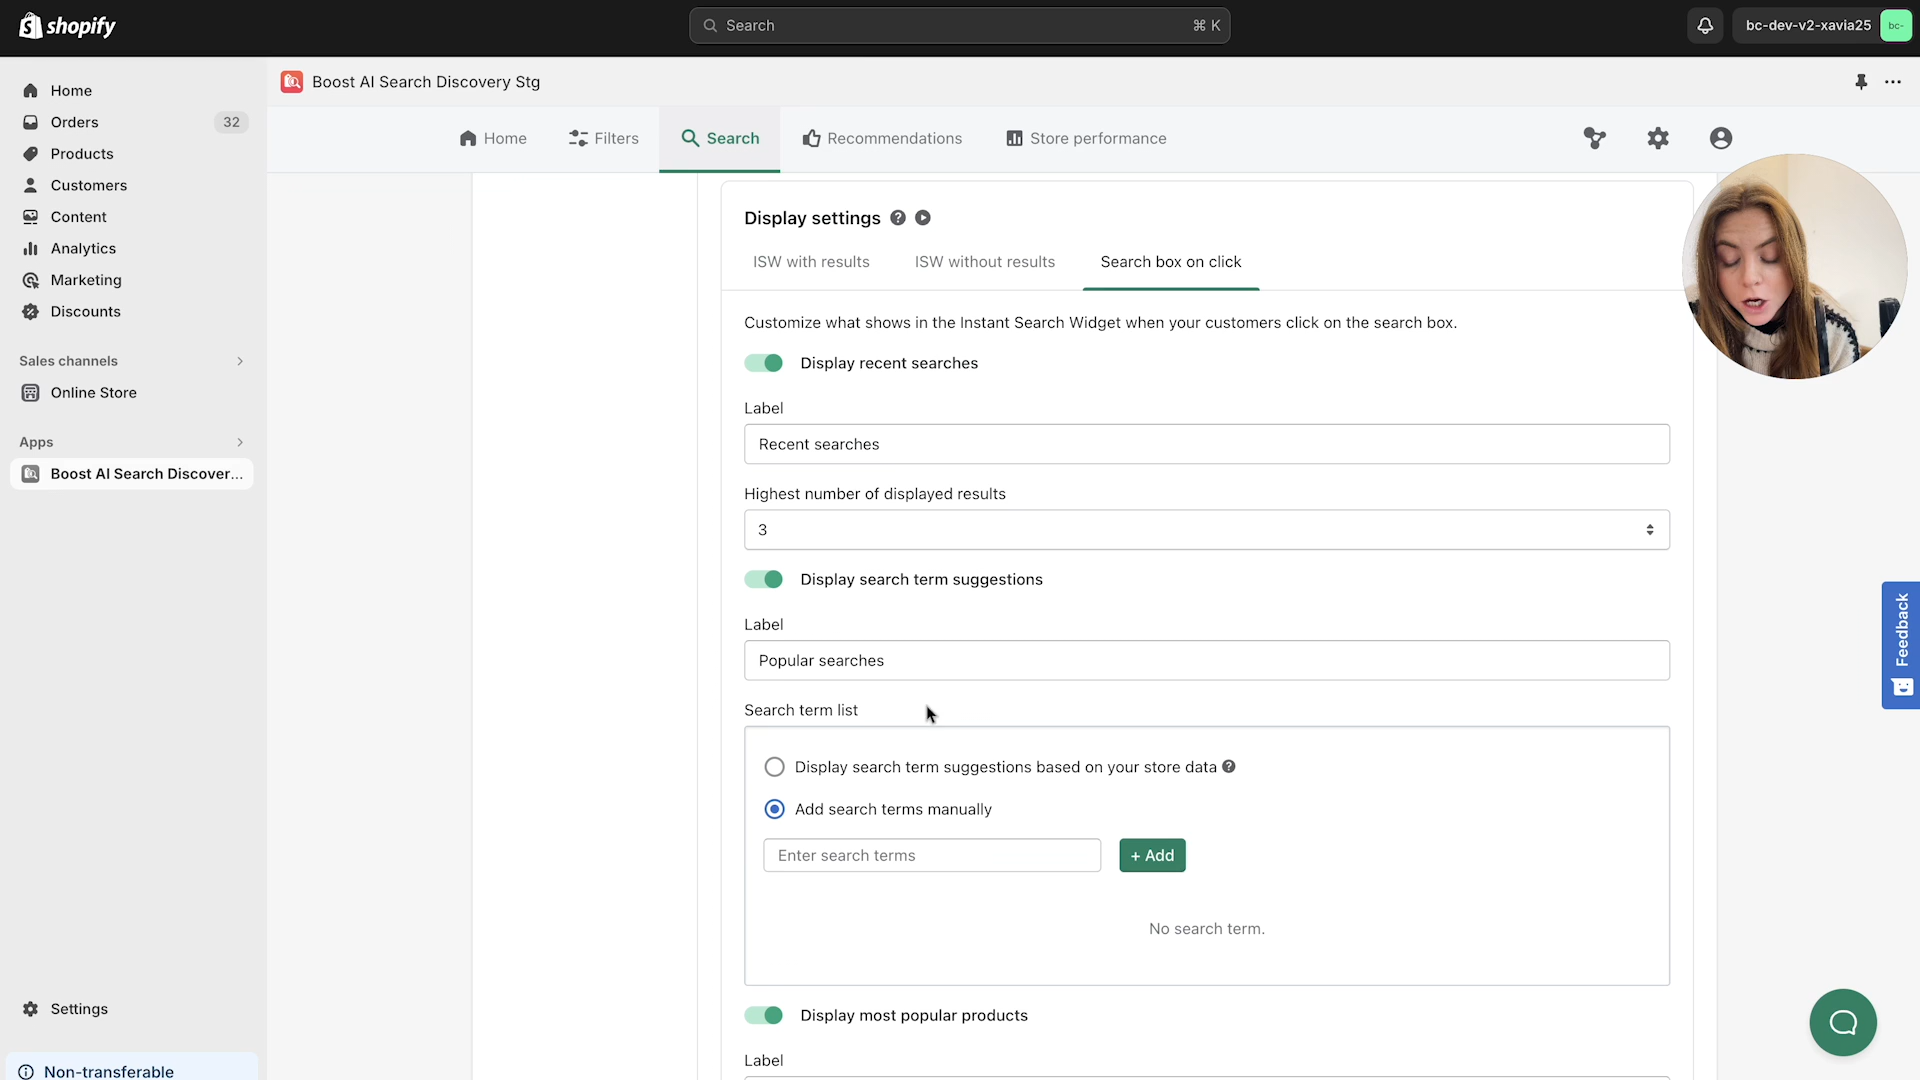 shopify
Search
⌘ K
bc-dev-v2-xavia25
bc-
Home
Orders
32
Products
Customers
Content
Analytics
Marketing
Discounts
Sales channels
Online Store
Apps
Boost AI Search Discover...
Settings
Non-transferable
Boost AI Search Discovery Stg
Home
Filters
Search
Recommendations
Store performance
Display settings
ISW with results
ISW without results
Search box on click
Customize what shows in the Instant Search Widget when your customers click on the search box.
Display recent searches
Label
Recent searches
Highest number of displayed results
3
Display search term suggestions
Label
Popular searches
Search term list
Display search term suggestions based on your store data
Add search terms manually
Enter search terms
+ Add
No search term.
Display most popular products
Label
Feedback